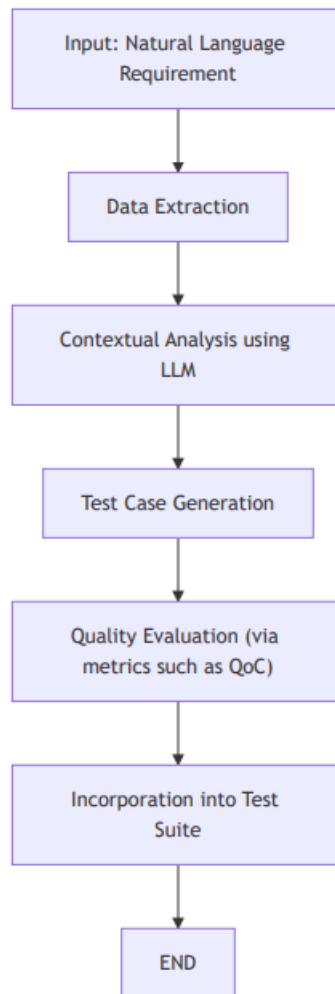 Input: Natural Language
Requirement
Data Extraction
Contextual Analysis using
LLM
Test Case Generation
Quality Evaluation (via
metrics such as QoC)
Incorporation into Test
Suite
END